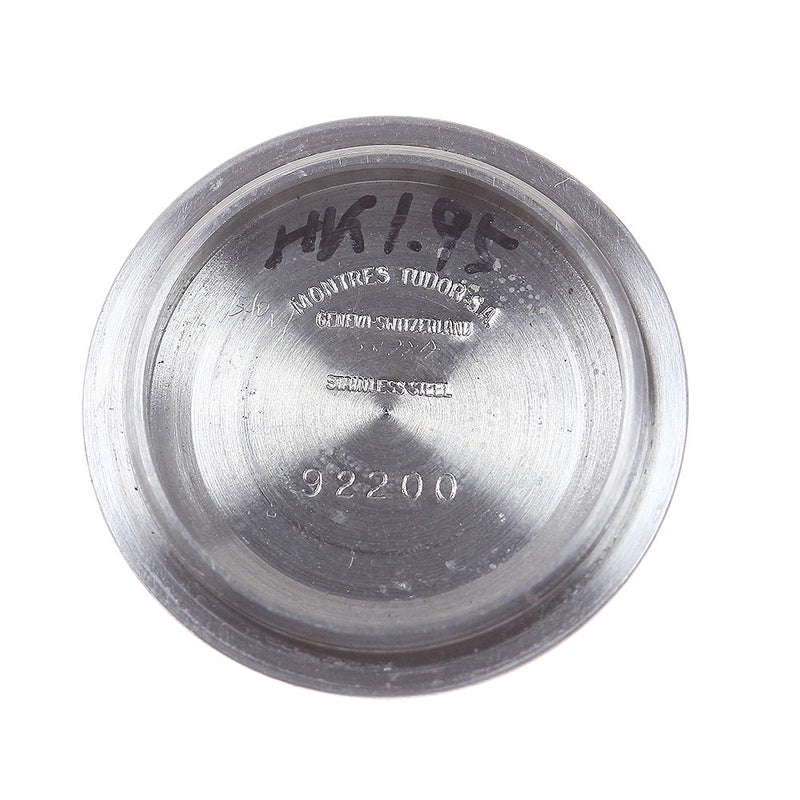 HK1.95
MONTRES TUDOR S.A.
GENEVA-SWITZERLAND
STAINLESS STEEL
92200